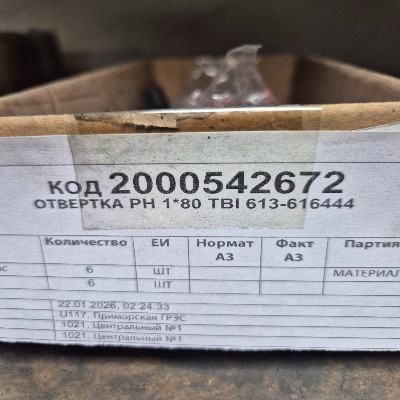 Код 2000542672
ОТВЕРТКА PH 1*80 TBI 613-616444
Количество ЕИ Нормат АЗ Факт АЗ Партия
6 ШТ МАТЕРИАЛ
6 ШТ
22.01.2026, 02:24:33
U117, Приморская ГРЭС
1021, Центральный №1
1021, Центральный №1